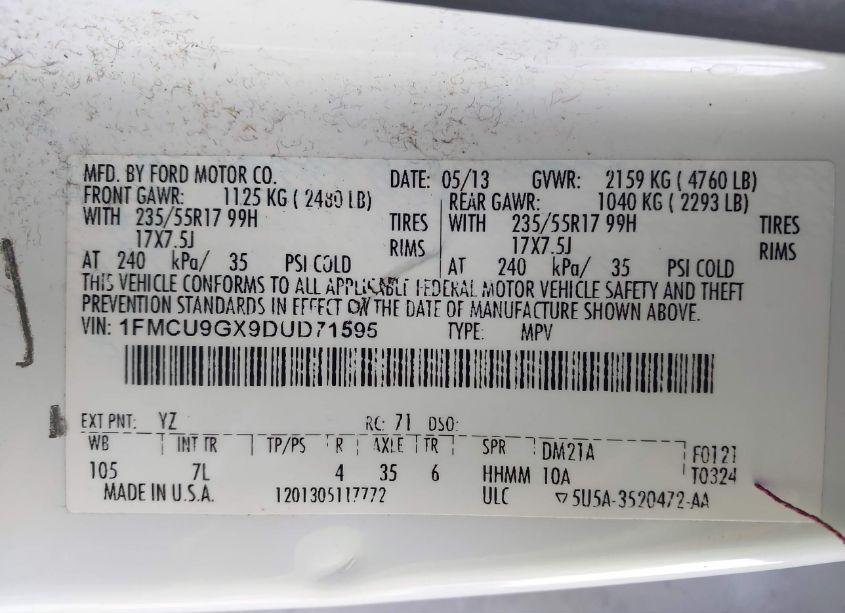 MFD. BY FORD MOTOR CO. DATE: 05/13 GVWR: 2159 KG ( 4760 LB)
FRONT GAWR: 1125 KG ( 2480 LB) REAR GAWR: 1040 KG ( 2293 LB)
WITH 235/55R17 99H TIRES WITH 235/55R17 99H TIRES
17X7.5J RIMS 17X7.5J RIMS
AT 240 kPa/ 35 PSI COLD AT 240 kPa/ 35 PSI COLD
THIS VEHICLE CONFORMS TO ALL APPLICABLE FEDERAL MOTOR VEHICLE SAFETY AND THEFT
PREVENTION STANDARDS IN EFFECT ON THE DATE OF MANUFACTURE SHOWN ABOVE.
VIN: 1FMCU9GX9DUD71595 TYPE: MPV
EXT PNT: YZ RC: 71 DSO:
WB INT TR TP/PS R AXLE TR SPR DM21A F0121
105 7L 4 35 6 HHMM 10A T0324
MADE IN U.S.A. 1201305117772 ULC ▽5U5A-3520472-AA